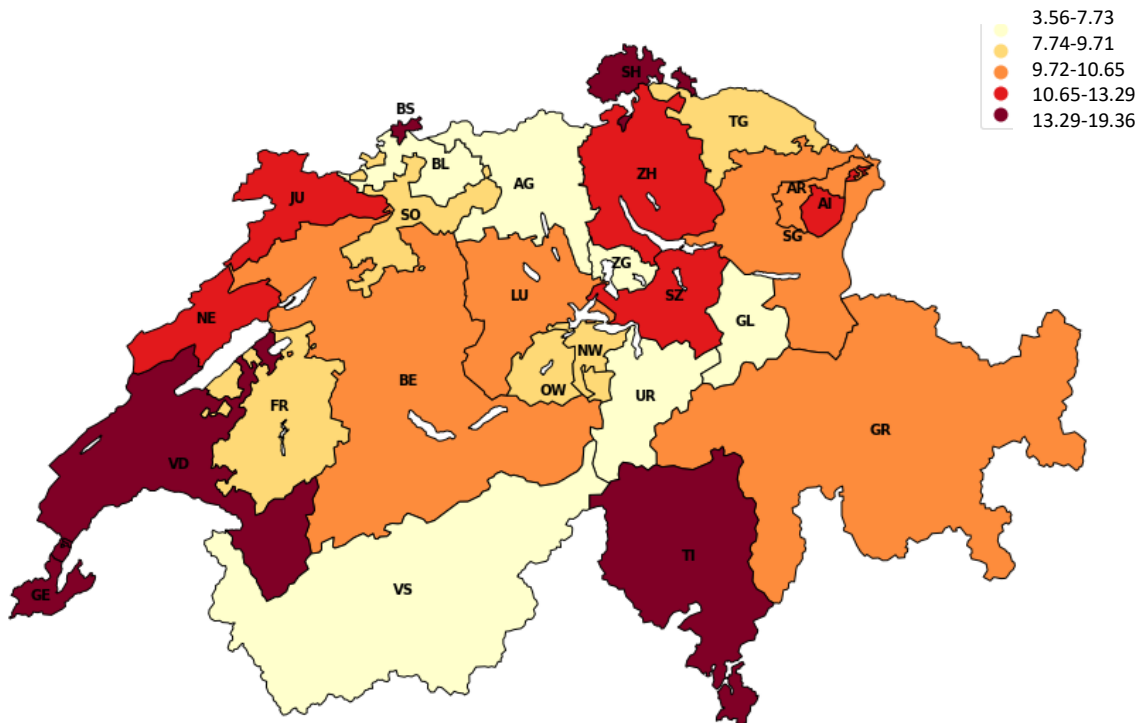 3.56-7.73
7.74-9.71
9.72-10.65
10.65-13.29
13.29-19.36
SH
BS
TG
BL
ZH
AG
AR
JU
AI
SO
SG
ZG
SZ
LU
NE
GL
NW
BE
OW
UR
FR
GR
VD
TI
VS
GE